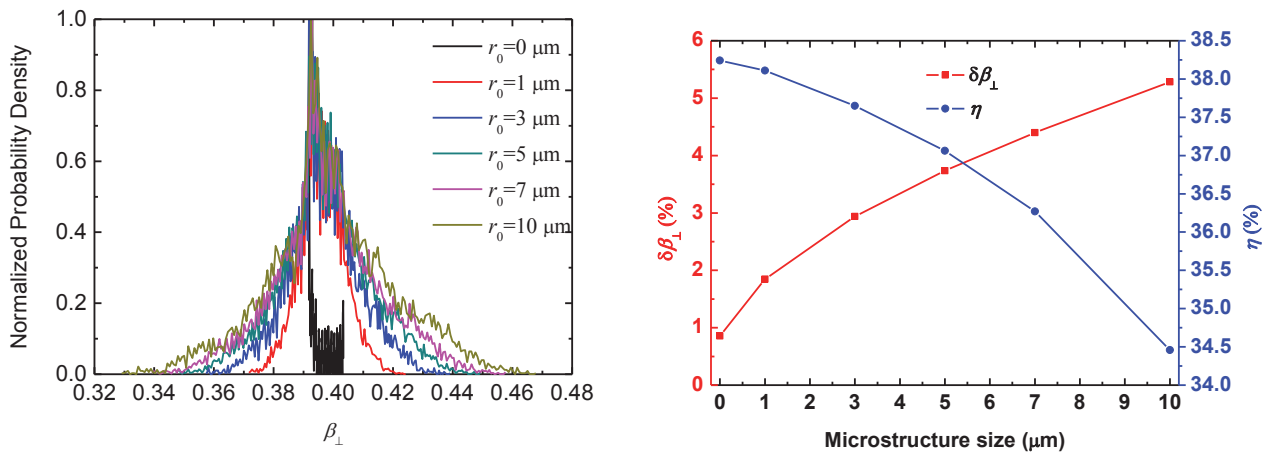 Normalized Probability Density
1.0
0.8
0.6
0.4
0.2
0.0
0.32 0.34 0.36 0.38 0.40 0.42 0.44 0.46 0.48
β⊥
r₀=0 μm
r₀=1 μm
r₀=3 μm
r₀=5 μm
r₀=7 μm
r₀=10 μm
δβ⊥ (%)
6
5
4
3
2
1
0
δβ⊥
η
38.5
38.0
37.5
37.0
36.5
36.0
35.5
35.0
34.5
34.0
η (%)
0 1 2 3 4 5 6 7 8 9 10
Microstructure size (μm)